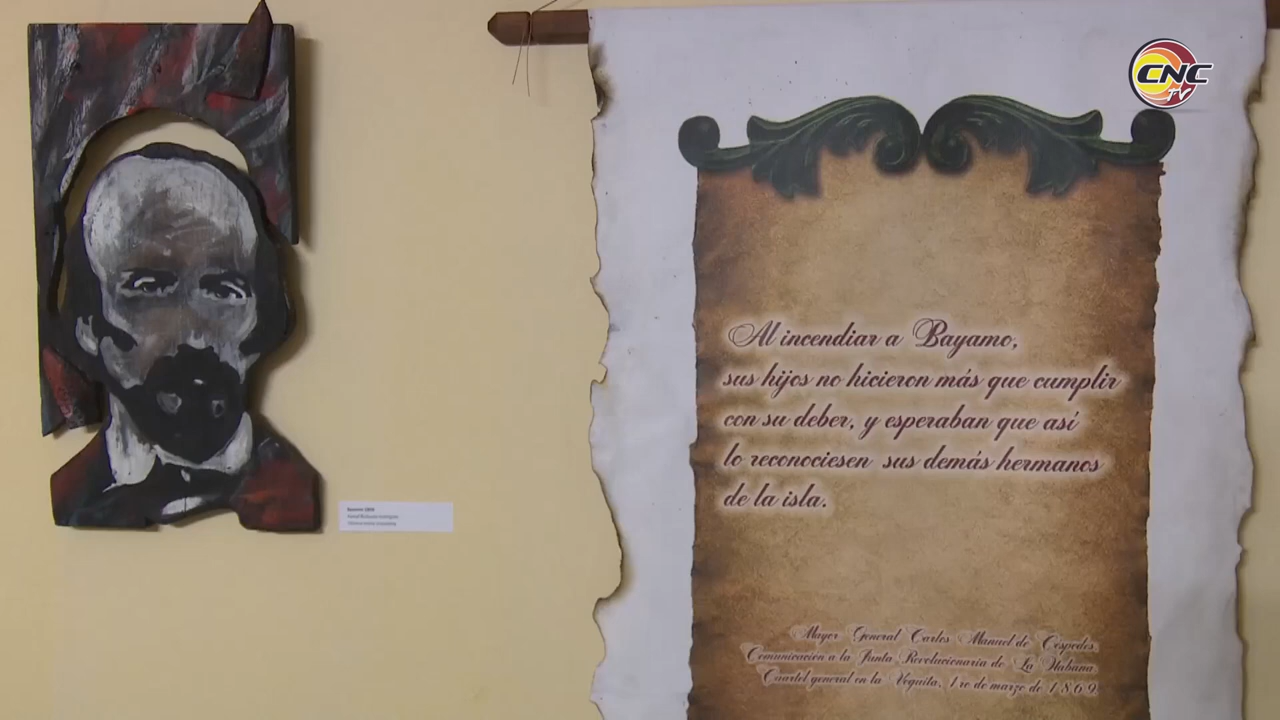 CNC
TV
Al incendiar a Bayamo,
sus hijos no hicieron más que cumplir
con su deber, y esperaban que así
lo reconociesen sus demás hermanos
de la isla.
Mayor General Carlos Manuel de Céspedes
Comunicación a la Junta Revolucionaria de La Habana
Cuartel general en la Veguita, 1ro de marzo de 1869.